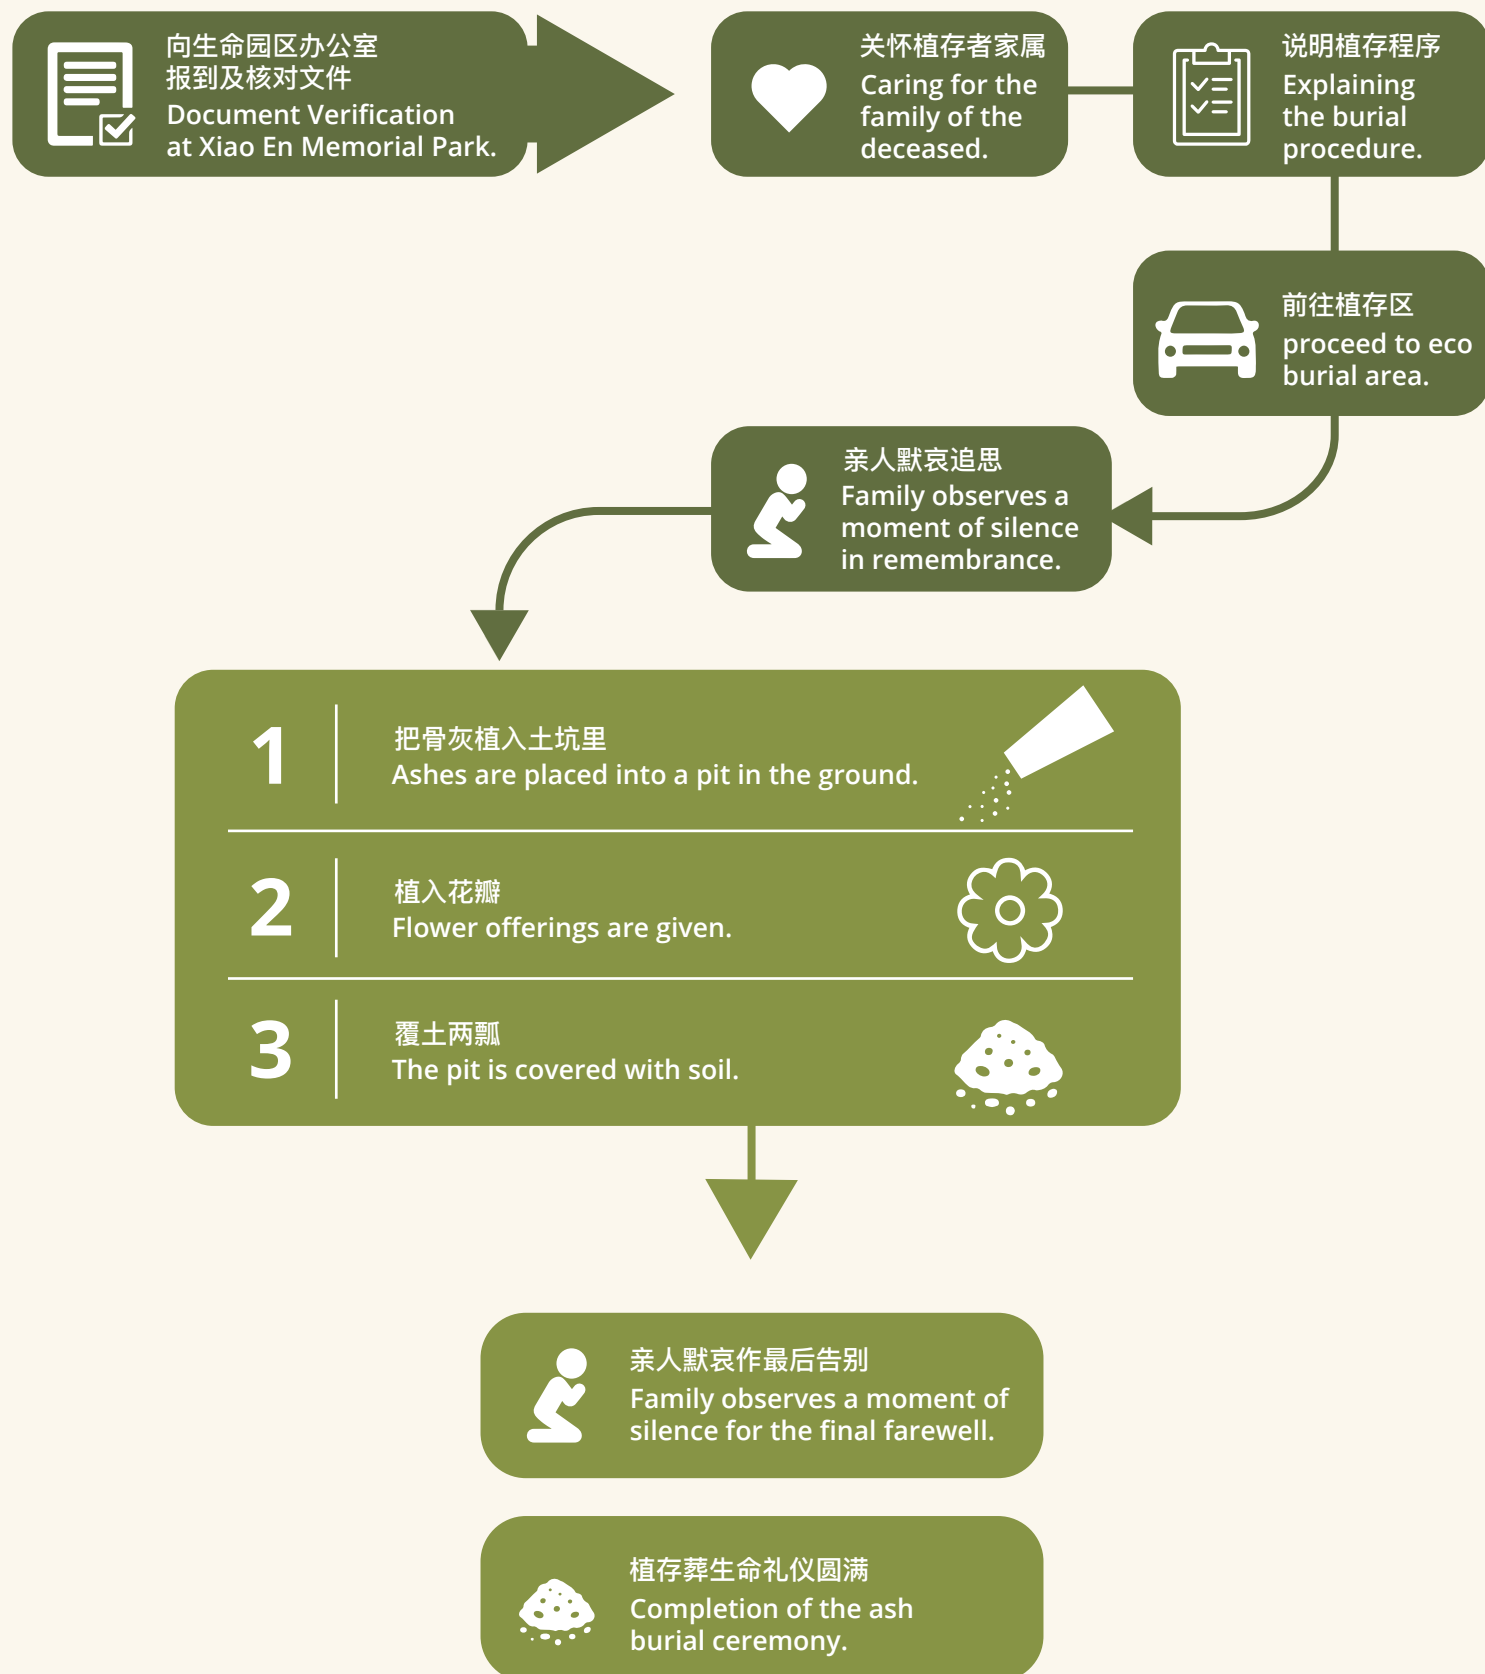 向生命园区办公室
报到及核对文件
Document Verification
at Xiao En Memorial Park.
关怀植存者家属
Caring for the
family of the
deceased.
说明植存程序
Explaining
the burial
procedure.
前往植存区
proceed to eco
burial area.
亲人默哀追思
Family observes a
moment of silence
in remembrance.
1
把骨灰植入土坑里
Ashes are placed into a pit in the ground.
2
植入花瓣
Flower offerings are given.
3
覆土两瓢
The pit is covered with soil.
亲人默哀作最后告别
Family observes a moment of
silence for the final farewell.
植存葬生命礼仪圆满
Completion of the ash
burial ceremony.